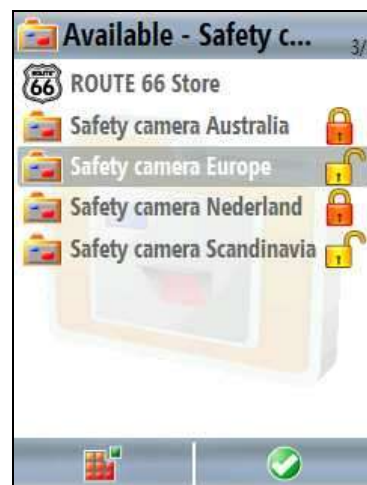 Available - Safety c... 3/
ROUTE 66 ROUTE 66 Store
Safety camera Australia
Safety camera Europe
Safety camera Nederland
Safety camera Scandinavia